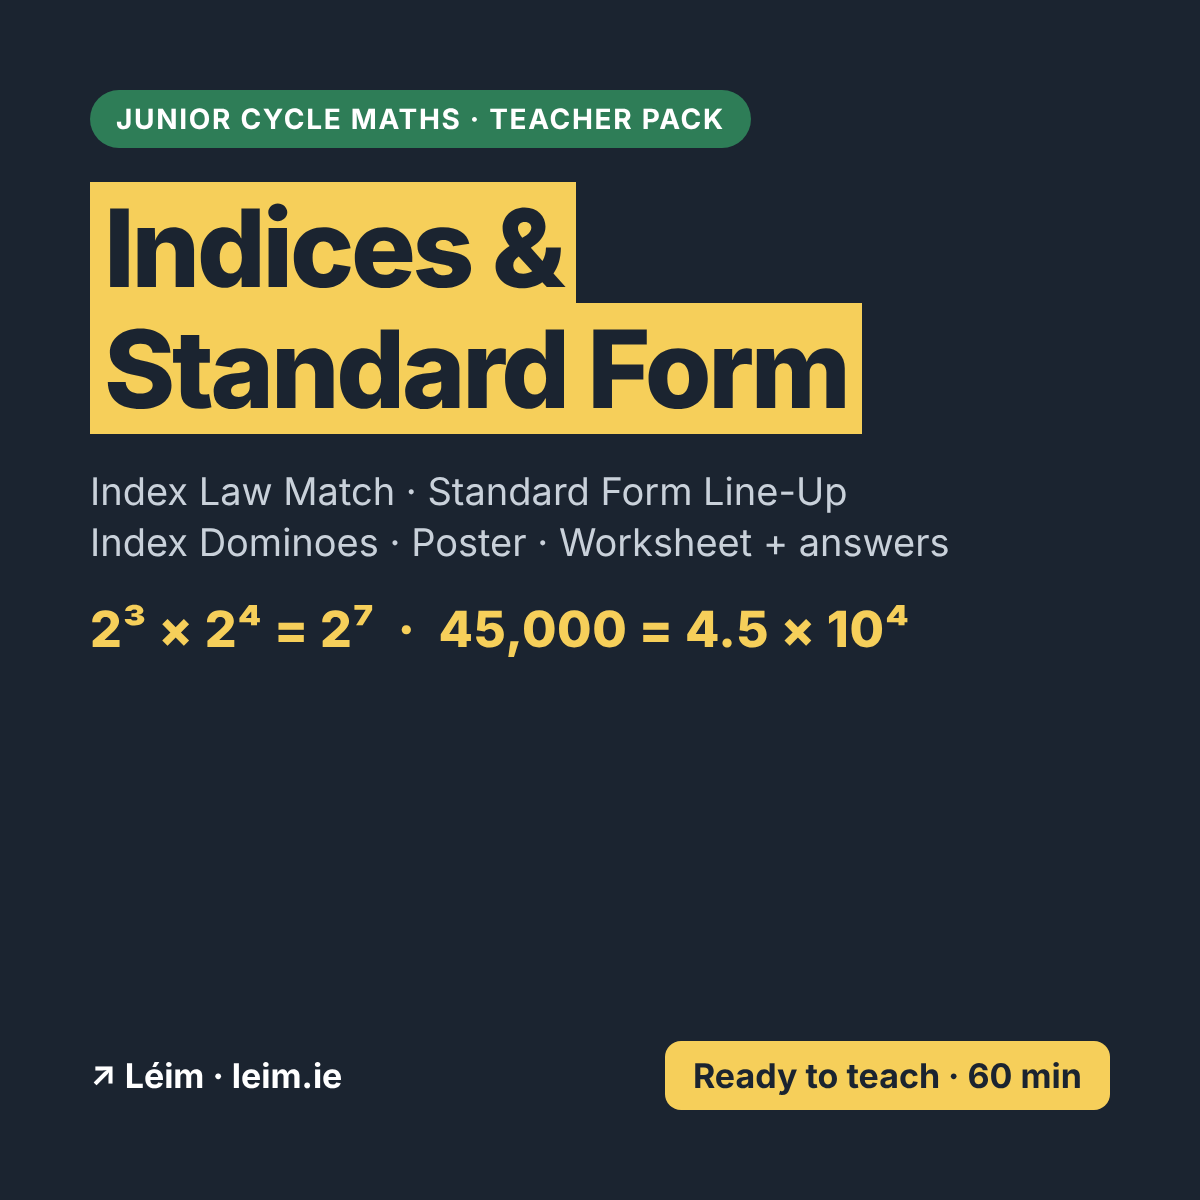 JUNIOR CYCLE MATHS · TEACHER PACK
Indices &
Standard Form
Index Law Match · Standard Form Line-Up
Index Dominoes · Poster · Worksheet + answers
2³ × 2⁴ = 2⁷ · 45,000 = 4.5 × 10⁴
↗ Léim · leim.ie
Ready to teach · 60 min